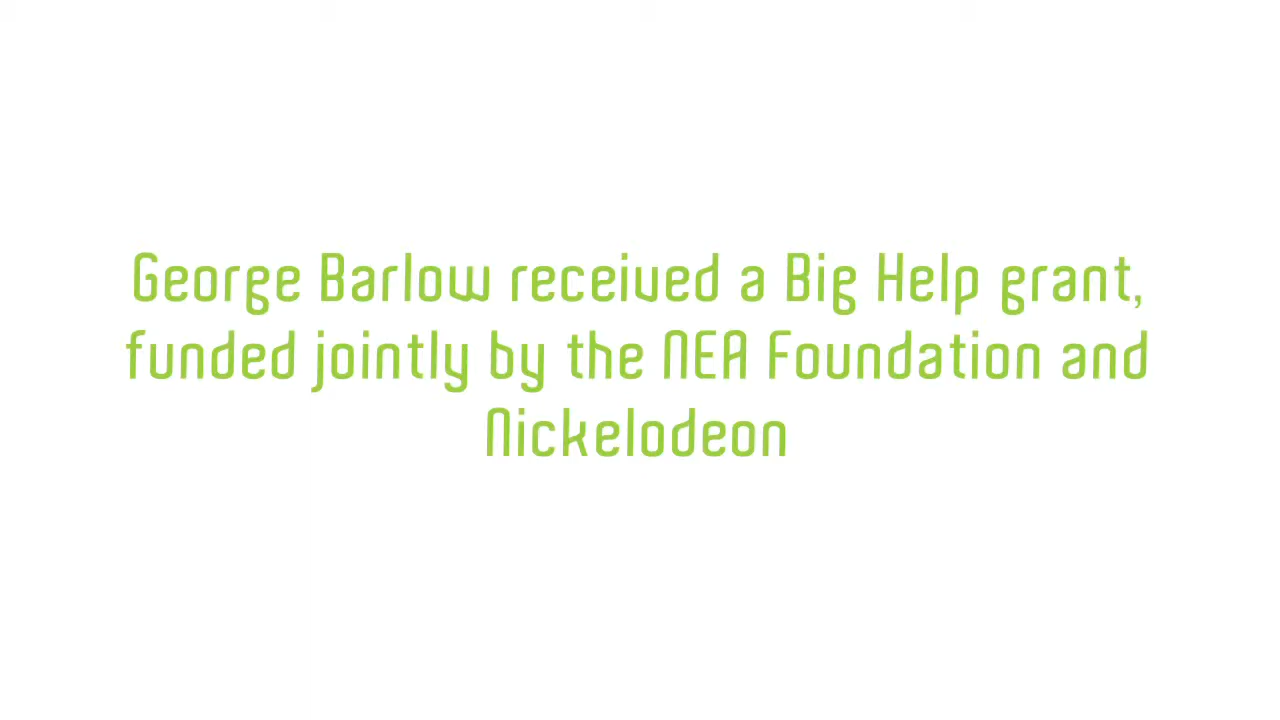 George Barlow received a Big Help grant,
funded jointly by the NEA Foundation and
Nickelodeon